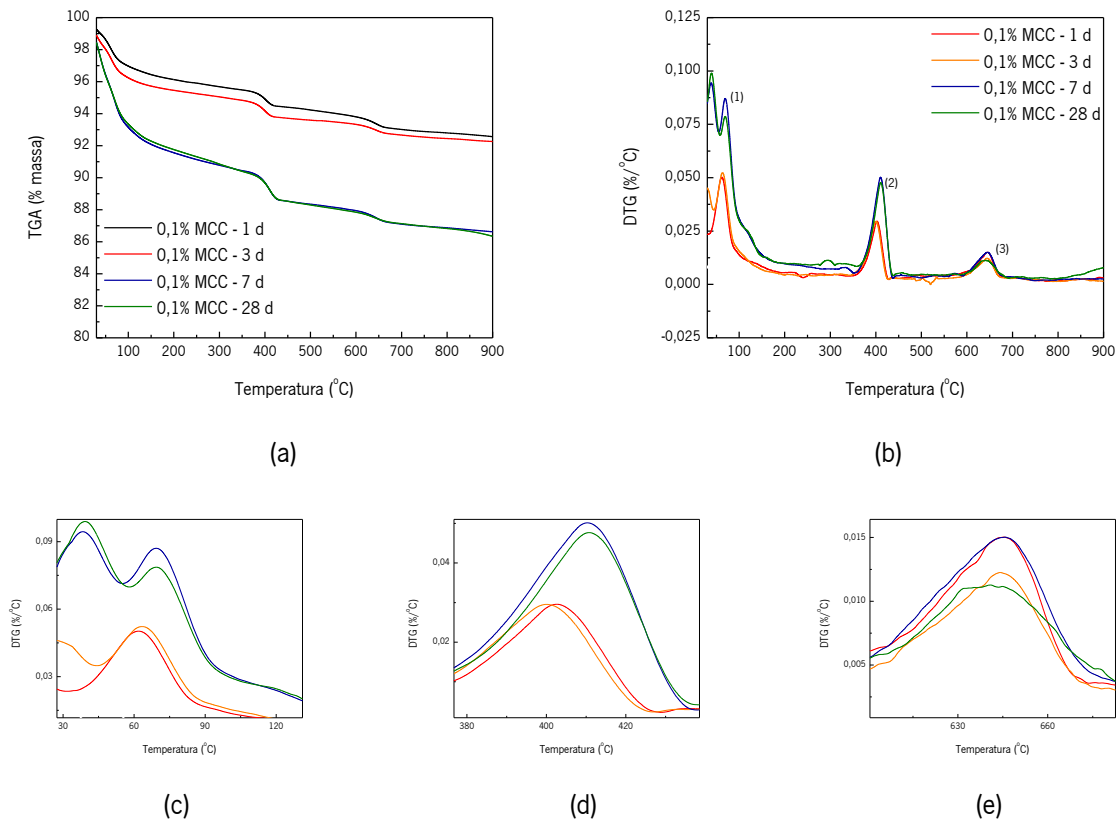 100
98
96
94
92
90
88
86
84
82
80
TGA (% massa)
0,1% MCC - 1 d
0,1% MCC - 3 d
0,1% MCC - 7 d
0,1% MCC - 28 d
100 200 300 400 500 600 700 800 900
Temperatura (°C)
(a)
0,125
0,100
0,075
0,050
0,025
0,000
-0,025
DTG (%/°C)
0,1% MCC - 1 d
0,1% MCC - 3 d
0,1% MCC - 7 d
0,1% MCC - 28 d
(1)
(2)
(3)
100 200 300 400 500 600 700 800 900
Temperatura (°C)
(b)
0,09
0,06
0,03
DTG (%/°C)
30 60 90 120
Temperatura (°C)
(c)
0,04
0,02
DTG (%/°C)
380 400 420
Temperatura (°C)
(d)
0,015
0,010
0,005
DTG (%/°C)
630 660
Temperatura (°C)
(e)